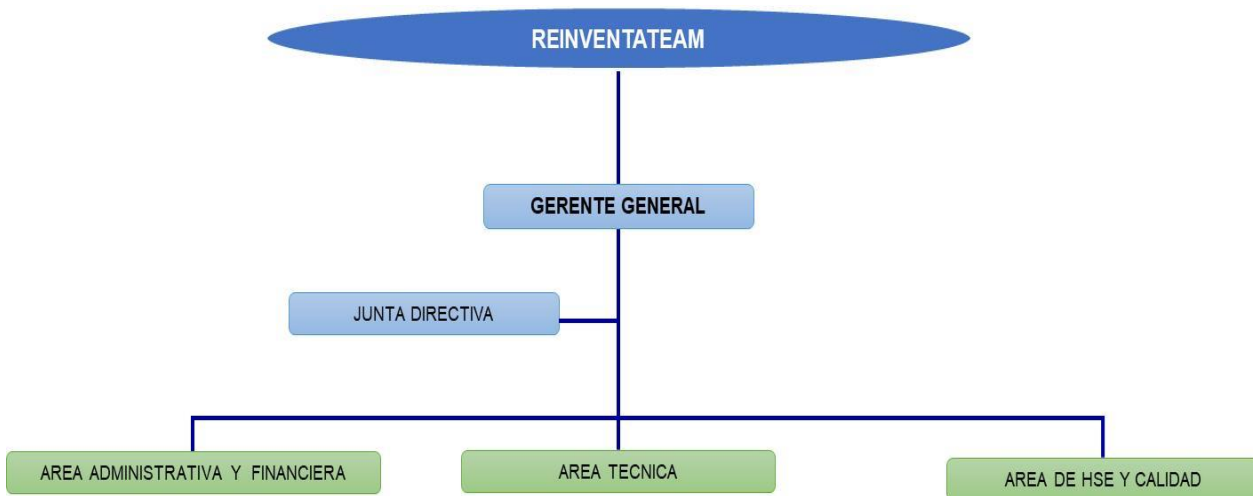 REINVENTATEAM
GERENTE GENERAL
JUNTA DIRECTIVA
AREA ADMINISTRATIVA Y FINANCIERA
AREA TECNICA
AREA DE HSE Y CALIDAD